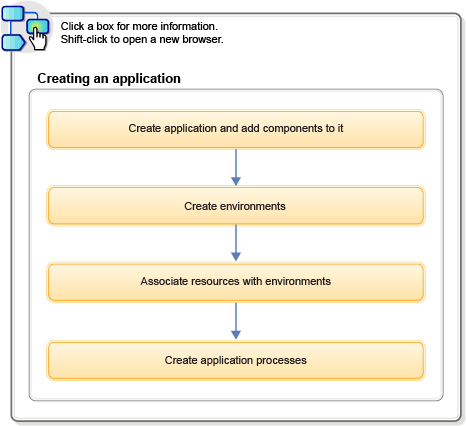 Click a box for more information.
Shift-click to open a new browser.
Creating an application
Create application and add components to it
Create environments
Associate resources with environments
Create application processes